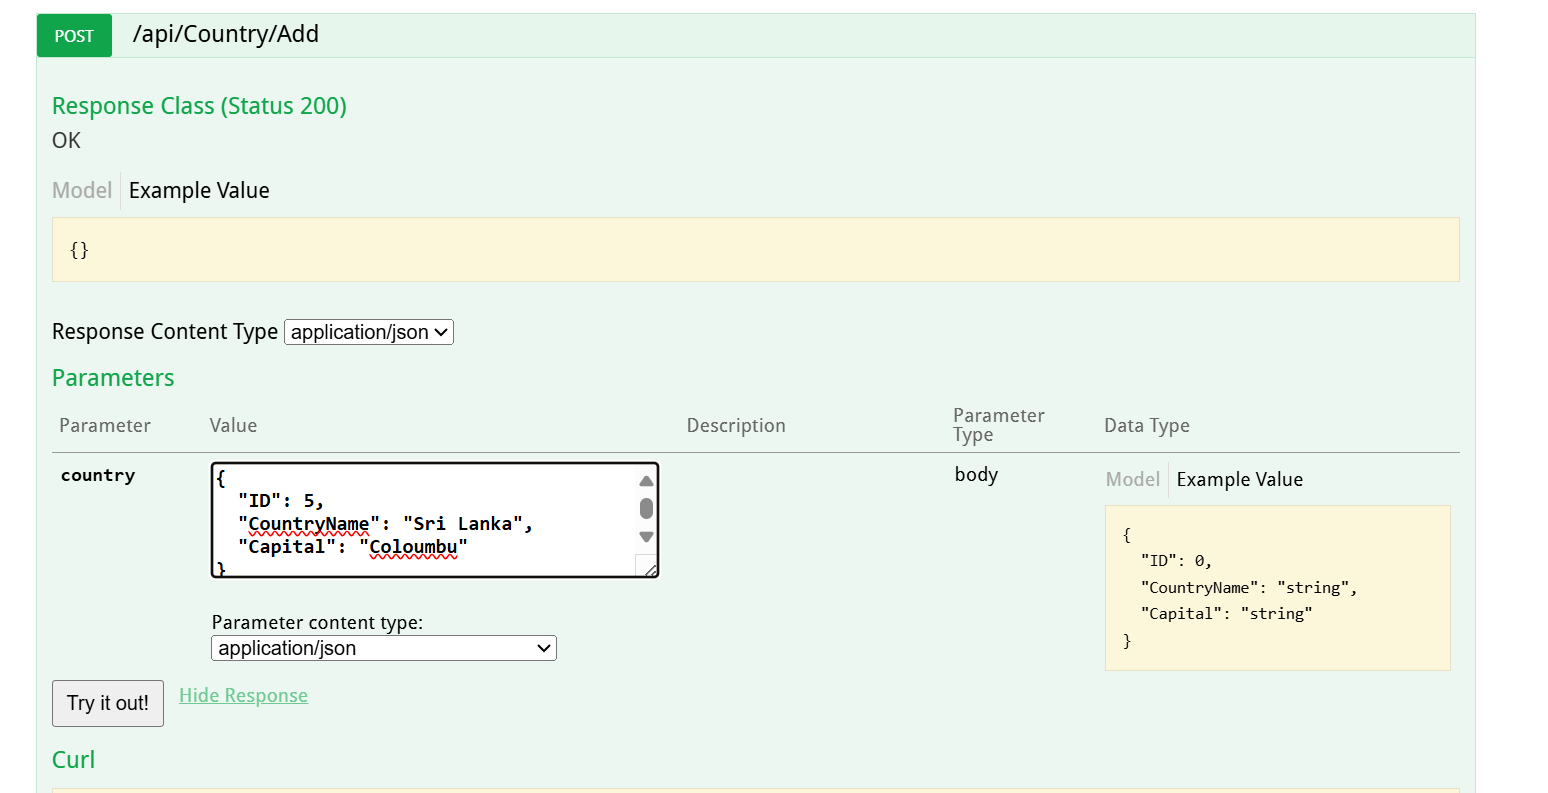 POST /api/Country/Add
Response Class (Status 200)
OK
Model Example Value
{}
Response Content Type application/json
Parameters
Parameter Value Description Parameter Type Data Type
country
{
"ID": 5,
"CountryName": "Sri Lanka",
"Capital": "Coloumbu"
}
Parameter content type:
application/json
body
Model Example Value
{
"ID": 0,
"CountryName": "string",
"Capital": "string"
}
Try it out! Hide Response
Curl